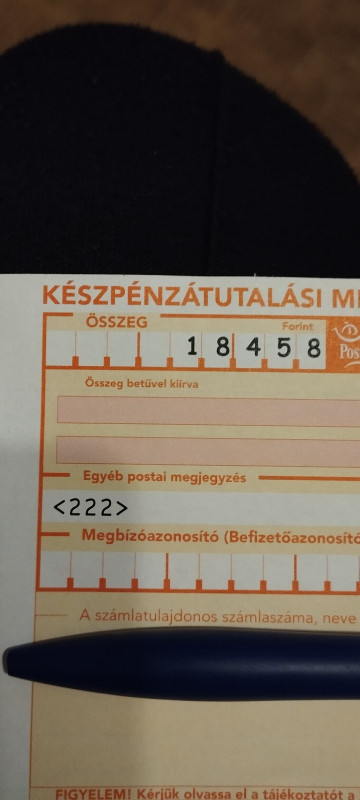 KÉSZPÉNZÁTUTALÁSI
ÖSSZEG
Forint
18458
Összeg betűvel kiírva
Egyéb postai megjegyzés
<222>
Megbízóazonosító (Befizetőazonosító
A számlatulajdonos számlaszáma, neve
FIGYELEM! Kérjük olvassa el a tájékoztatót a